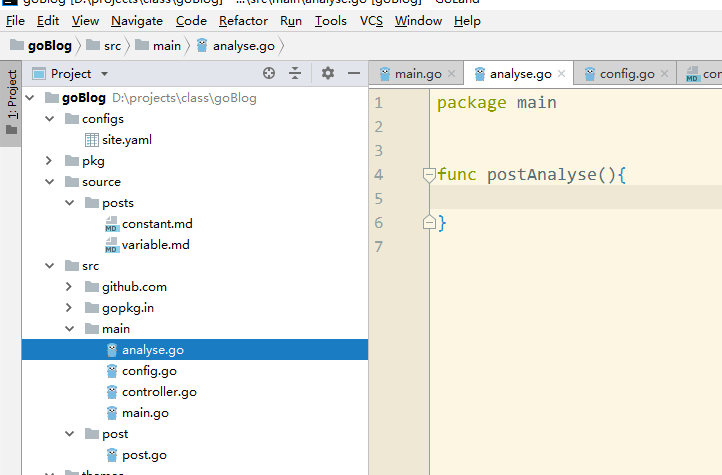 goBlog [D:\projects\class\goBlog] - ...\src\main\analyse.go [goBlog] - GoLand
File Edit View Navigate Code Refactor Run Tools VCS Window Help
goBlog src main analyse.go
1: Project
Project
goBlog D:\projects\class\goBlog
configs
site.yaml
pkg
source
posts
MD constant.md
MD variable.md
src
github.com
gopkg.in
main
analyse.go
config.go
controller.go
main.go
post
post.go
main.go analyse.go config.go MD con
1 package main
2
3
4 func postAnalyse(){
5
6 }
7